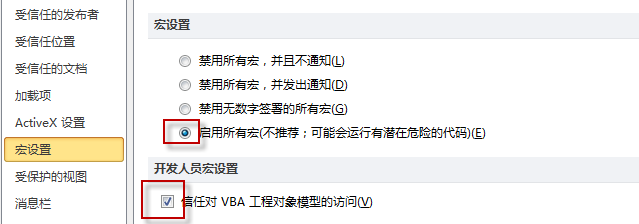 受信任的发布者
受信任位置
受信任的文档
加载项
ActiveX 设置
宏设置
受保护的视图
消息栏
宏设置
禁用所有宏，并且不通知(L)
禁用所有宏，并发出通知(D)
禁用无数字签署的所有宏(G)
启用所有宏(不推荐；可能会运行有潜在危险的代码)(E)
开发人员宏设置
信任对 VBA 工程对象模型的访问(V)